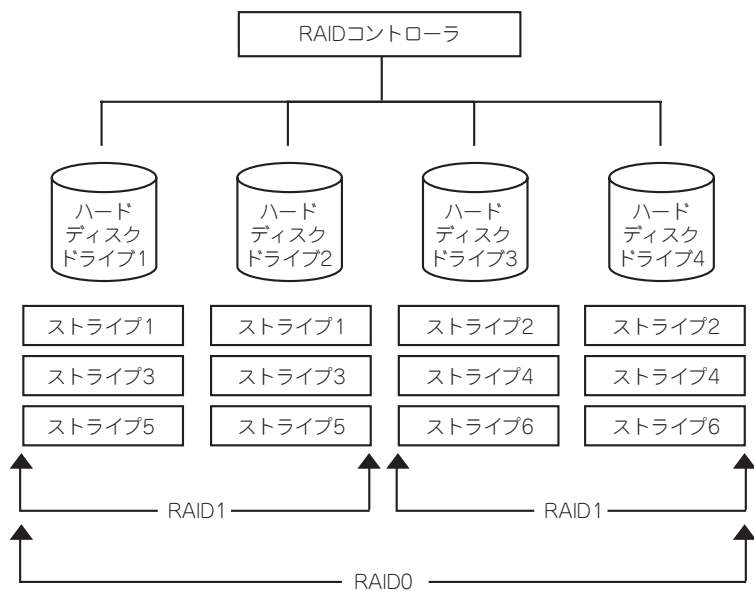 RAIDコントローラ
ハード
ディスク
ドライブ1
ハード
ディスク
ドライブ2
ハード
ディスク
ドライブ3
ハード
ディスク
ドライブ4
ストライプ1
ストライプ1
ストライプ2
ストライプ2
ストライプ3
ストライプ3
ストライプ4
ストライプ4
ストライプ5
ストライプ5
ストライプ6
ストライプ6
RAID1
RAID1
RAID0